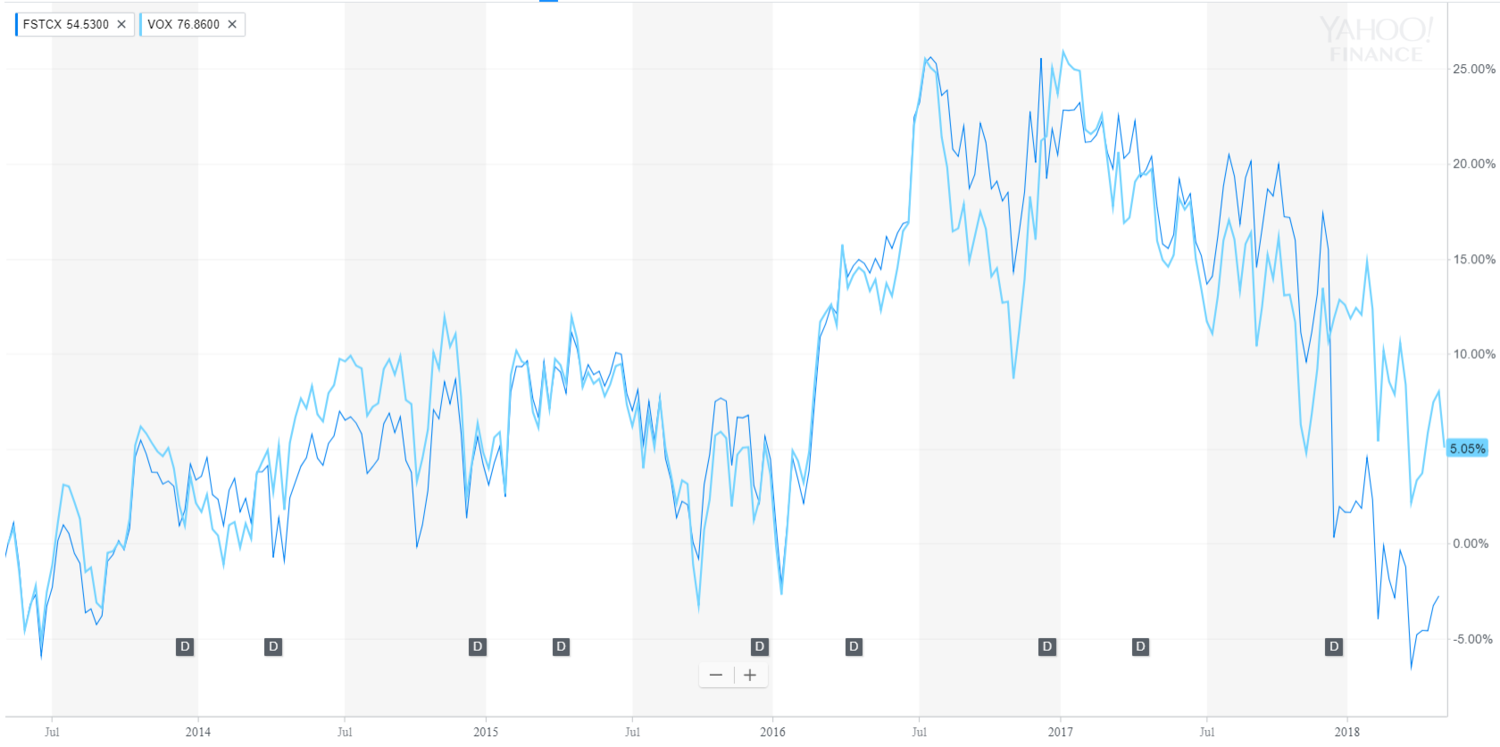 FSTCX 54.5300 ✕ VOX 76.8600 ✕
YAHOO!
FINANCE
25.00%
20.00%
15.00%
10.00%
5.05%
0.00%
-5.00%
D D D D D D D D D
− +
Jul 2014 Jul 2015 Jul 2016 Jul 2017 Jul 2018